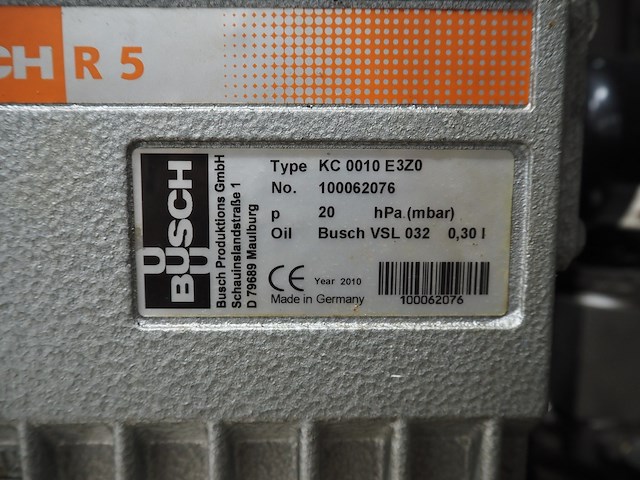 CH R 5
BUSCH
Busch Produktions GmbH
Schauinslandstraße 1
D 79689 Maulburg
Type KC 0010 E3Z0
No. 100062076
p 20 hPa (mbar)
Oil Busch VSL 032 0,30 l
CE Year 2010
Made in Germany
100062076